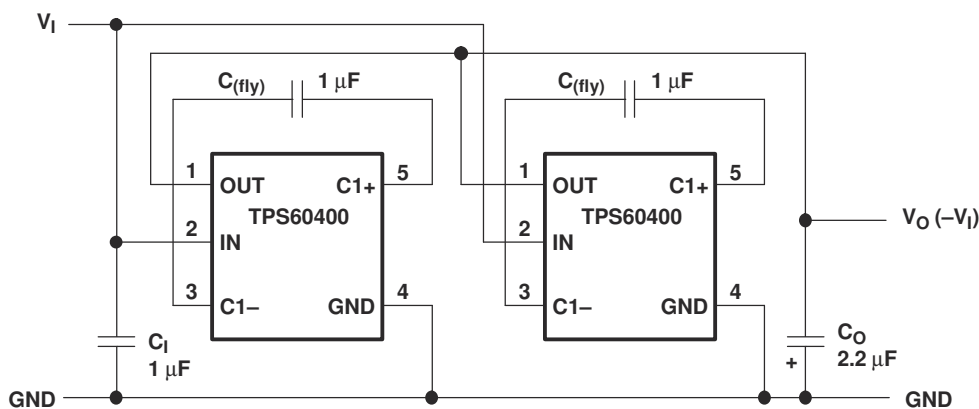 V_I
C_(fly) 1 μF
C_(fly) 1 μF
1 OUT C1+ 5
TPS60400
2 IN
3 C1− GND 4
1 OUT C1+ 5
TPS60400
2 IN
3 C1− GND 4
V_O (−V_I)
C_I
1 μF
C_O
+ 2.2 μF
GND
GND